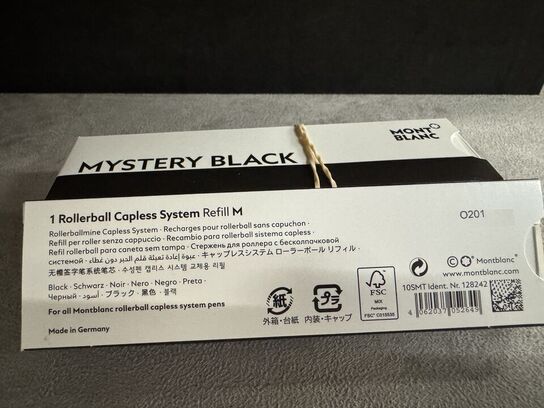 MONT
BLANC
MYSTERY BLACK
1 Rollerball Capless System Refill M
O201
Rollerballmine Capless System · Recharges pour rollerball sans capuchon ·
Refill per roller senza cappuccio · Recambio para rollerball sistema capless ·
Refil rollerball para caneta sem tampa · Стержень для роллера с бесколпачковой
системой · عبوة إعادة تعبئة قلم الحبر دون غطاء · キャップレスシステム ローラーボール リフィル ·
无帽签字笔系统笔芯 · 수성펜 캡리스 시스템 교체용 리필
Black · Schwarz · Noir · Nero · Negro · Preto ·
Черный · أسود · ブラック · 黑色 · 블랙
For all Montblanc rollerball capless system pens
Made in Germany
紙
外箱・台紙
プラ
内装・キャップ
FSC
MIX
Packaging
FSC® C015535
© Montblanc
www.montblanc.com
10SMT Ident. Nr. 128242
4 062037 052645